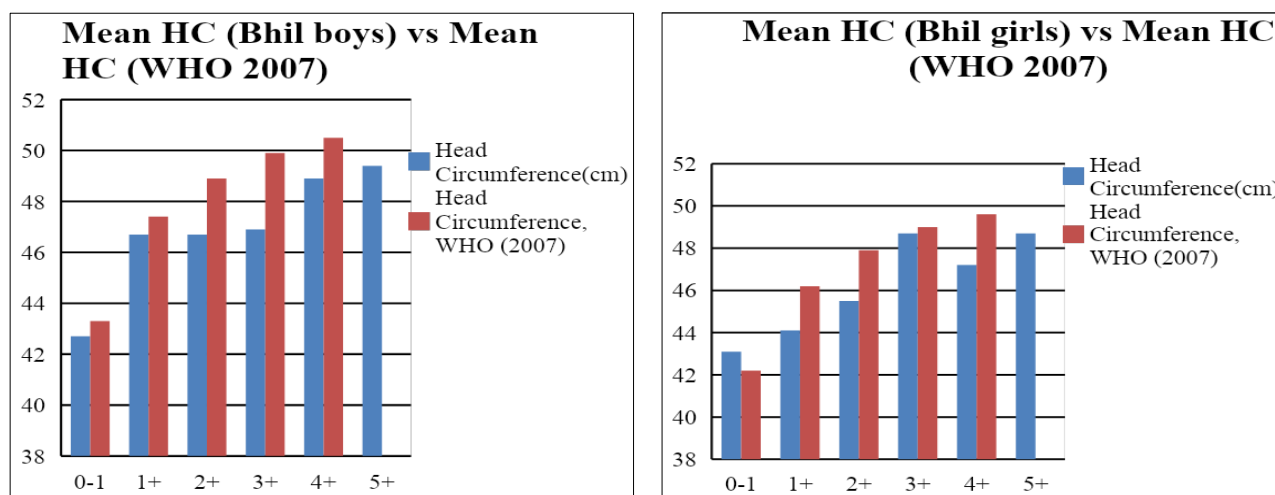 Mean HC (Bhil boys) vs Mean
HC (WHO 2007)
52
50
48
46
44
42
40
38
0-1 1+ 2+ 3+ 4+ 5+
Head
Circumference(cm)
Head
Circumference,
WHO (2007)
Mean HC (Bhil girls) vs Mean HC
(WHO 2007)
52
50
48
46
44
42
40
38
0-1 1+ 2+ 3+ 4+ 5+
Head
Circumference(cm)
Head
Circumference,
WHO (2007)